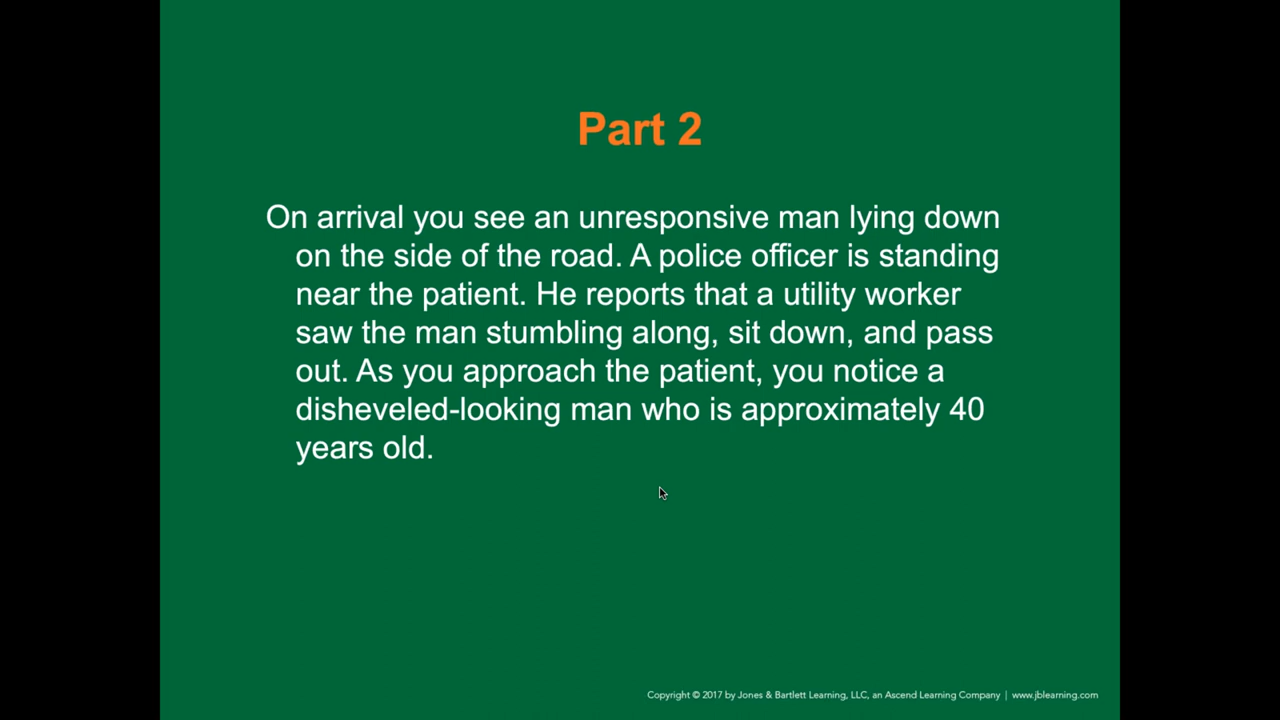 Part 2
On arrival you see an unresponsive man lying down
on the side of the road. A police officer is standing
near the patient. He reports that a utility worker
saw the man stumbling along, sit down, and pass
out. As you approach the patient, you notice a
disheveled-looking man who is approximately 40
years old.
Copyright © 2017 by Jones & Bartlett Learning, LLC, an Ascend Learning Company | www.jblearning.com